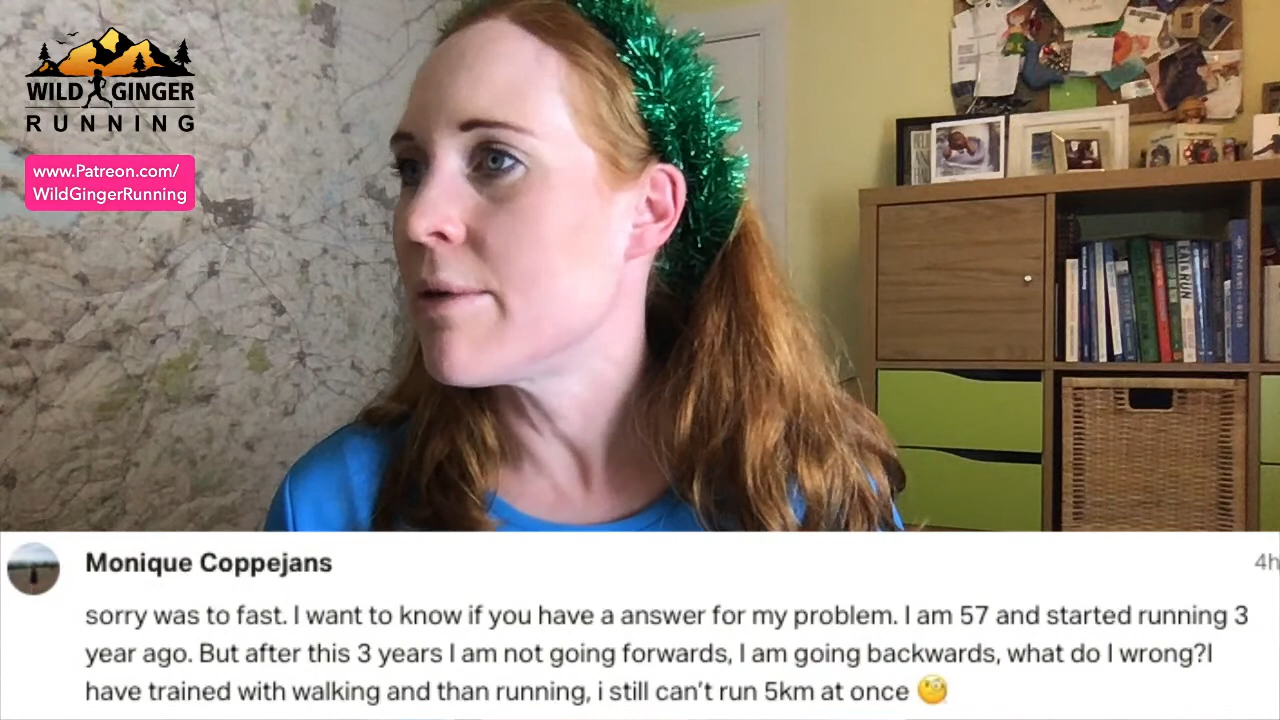 WILD GINGER
RUNNING
www.Patreon.com/
WildGingerRunning
RUN
Monique Coppejans
4h
sorry was to fast. I want to know if you have a answer for my problem. I am 57 and started running 3
year ago. But after this 3 years I am not going forwards, I am going backwards, what do I wrong?I
have trained with walking and than running, i still can't run 5km at once 🧐